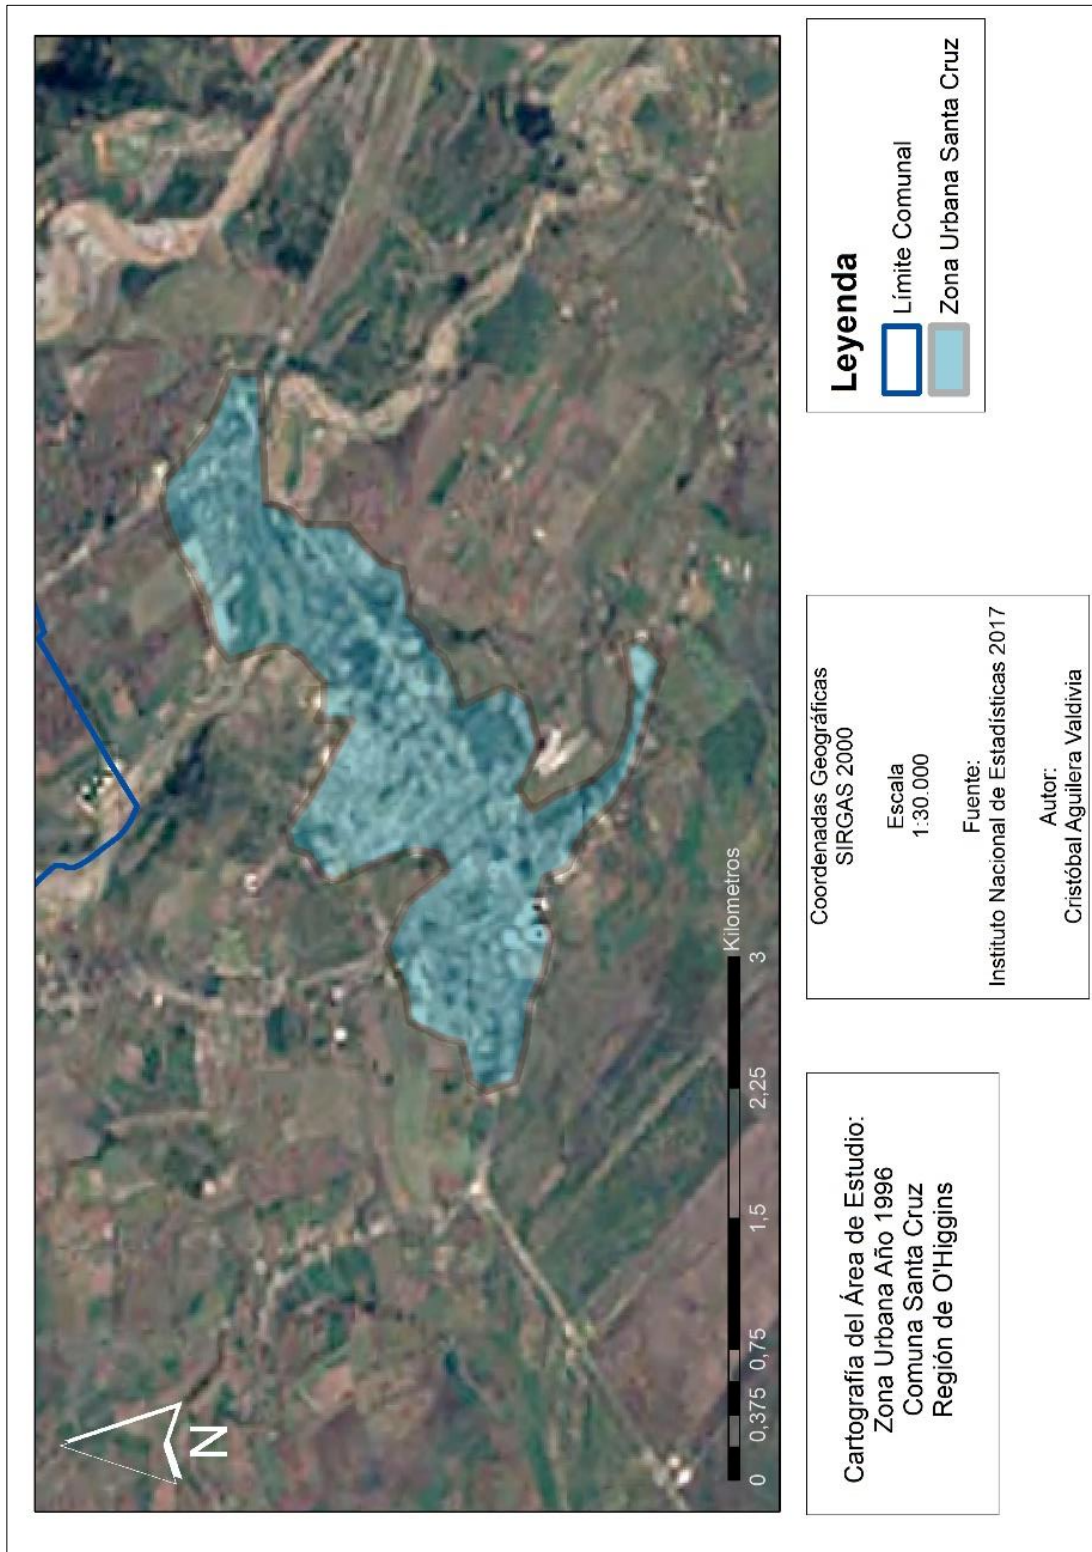 N
0 0,375 0,75 1,5 2,25 3
Kilometros
Cartografía del Área de Estudio:
Zona Urbana Año 1996
Comuna Santa Cruz
Región de O'Higgins
Coordenadas Geográficas
SIRGAS 2000
Escala
1:30.000
Fuente:
Instituto Nacional de Estadísticas 2017
Autor:
Cristóbal Aguilera Valdivia
Leyenda
Límite Comunal
Zona Urbana Santa Cruz